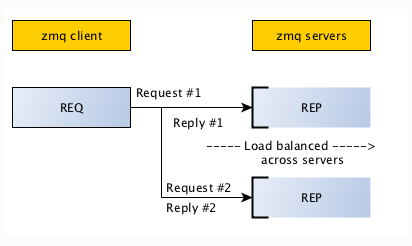 zmq client
zmq servers
Request #1
REQ
REP
Reply #1
----- Load balanced ----->
across servers
Request #2
REP
Reply #2